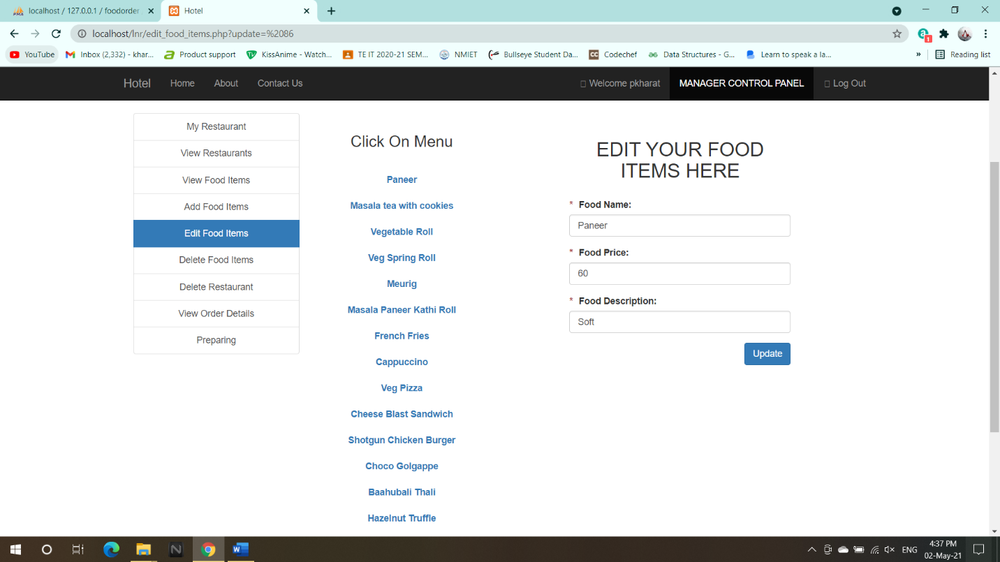 localhost / 127.0.0.1 / foodorder
Hotel
localhost/lnr/edit_food_items.php?update=%2086
YouTube
Inbox (2,332) - khar...
Product support
KissAnime - Watch...
TE IT 2020-21 SEM...
NMIET
Bullseye Student Da...
CC
Codechef
Data Structures - G...
Learn to speak a la...
»
Reading list
Hotel
Home
About
Contact Us
Welcome pkharat
MANAGER CONTROL PANEL
Log Out
My Restaurant
View Restaurants
View Food Items
Add Food Items
Edit Food Items
Delete Food Items
Delete Restaurant
View Order Details
Preparing
Click On Menu
Paneer
Masala tea with cookies
Vegetable Roll
Veg Spring Roll
Meurig
Masala Paneer Kathi Roll
French Fries
Cappuccino
Veg Pizza
Cheese Blast Sandwich
Shotgun Chicken Burger
Choco Golgappe
Baahubali Thali
Hazelnut Truffle
EDIT YOUR FOOD
ITEMS HERE
* Food Name:
Paneer
* Food Price:
60
* Food Description:
Soft
Update
ENG
4:37 PM
02-May-21